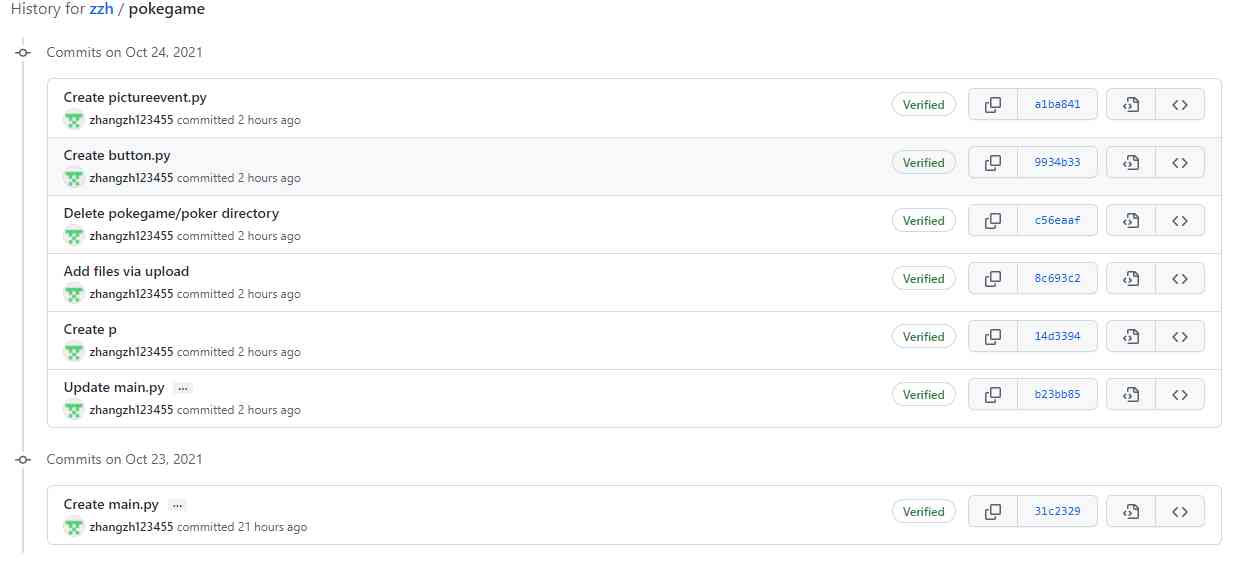 History for zzh / pokegame
Commits on Oct 24, 2021
Create pictureevent.py
zhangzh123455 committed 2 hours ago
Verified
a1ba841
Create button.py
zhangzh123455 committed 2 hours ago
Verified
9934b33
Delete pokegame/poker directory
zhangzh123455 committed 2 hours ago
Verified
c56eaaf
Add files via upload
zhangzh123455 committed 2 hours ago
Verified
8c693c2
Create p
zhangzh123455 committed 2 hours ago
Verified
14d3394
Update main.py ...
zhangzh123455 committed 2 hours ago
Verified
b23bb85
Commits on Oct 23, 2021
Create main.py ...
zhangzh123455 committed 21 hours ago
Verified
31c2329